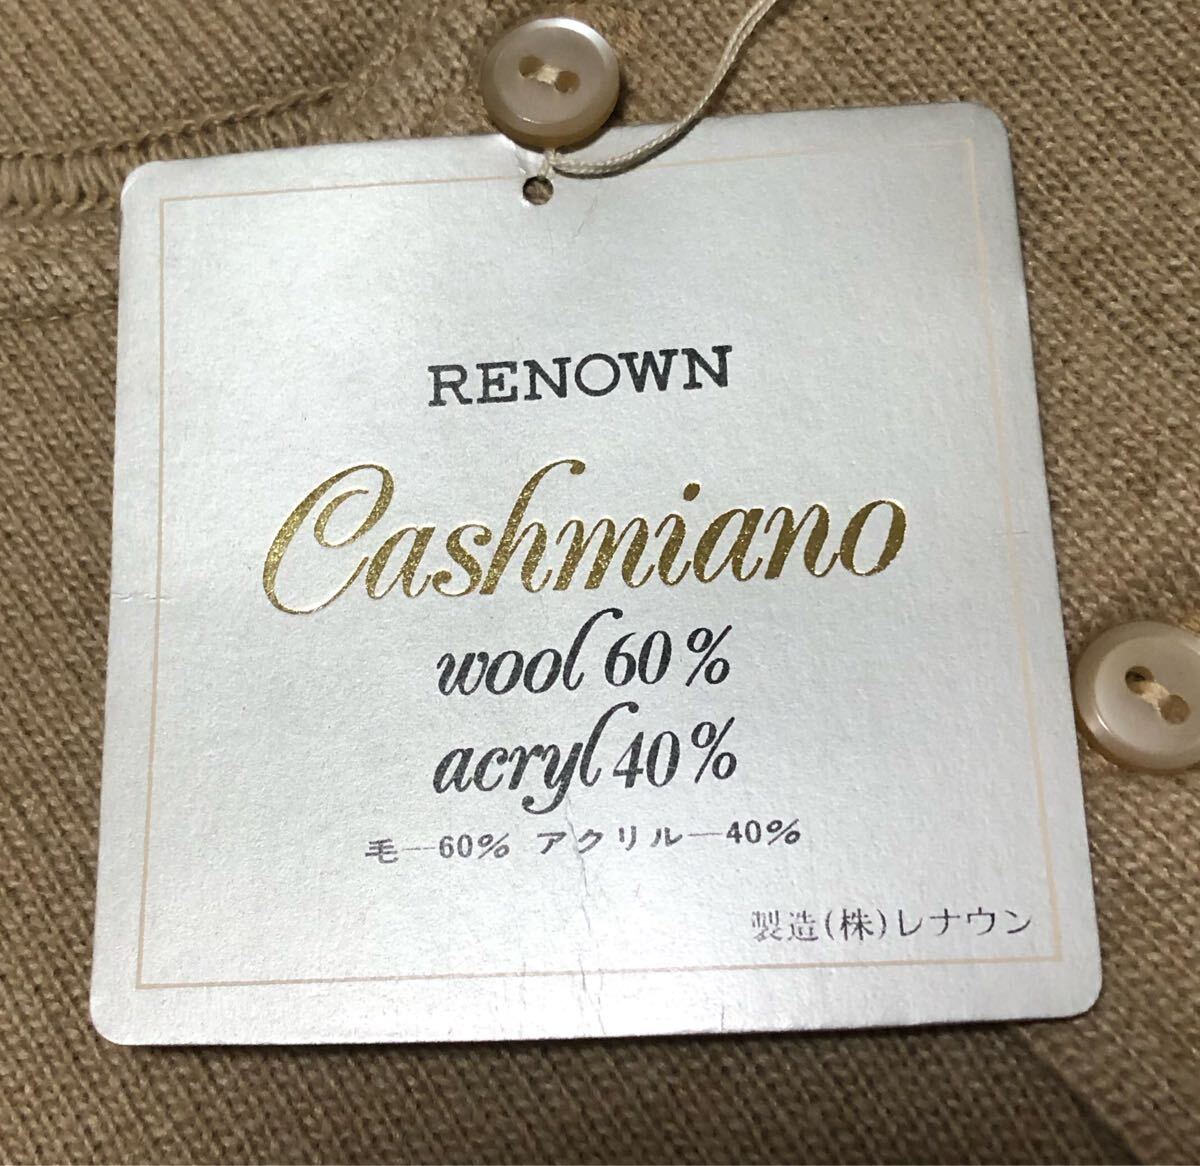 RENOWN
Cashmiano
wool 60%
acryl 40%
毛—60% アクリル—40%
製造(株)レナウン